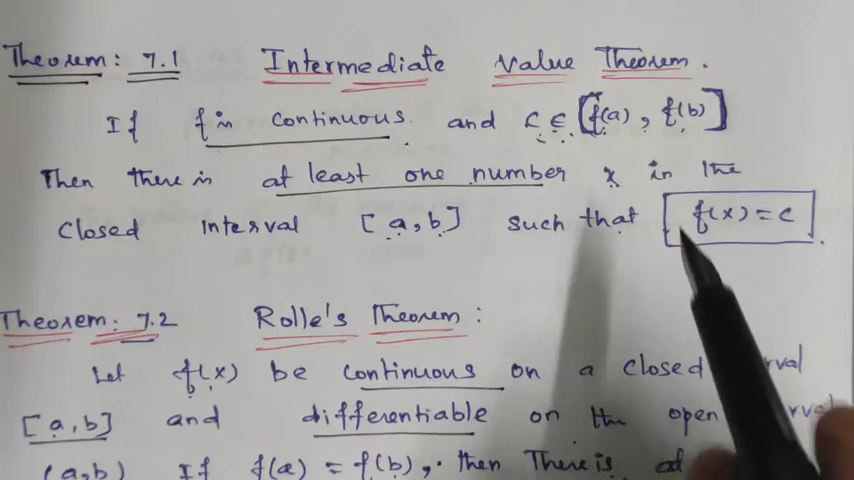 Theorem: 7.1 Intermediate Value Theorem.
If f is continuous. and c ∈ [f(a), f(b)]
Then there is at least one number x in the
closed interval [a,b] such that f(x) = c.
Theorem: 7.2 Rolle's Theorem:
Let f(x) be continuous on a closed
[a,b] and differentiable on the open
(a,b) If f(a) = f(b), then There is at